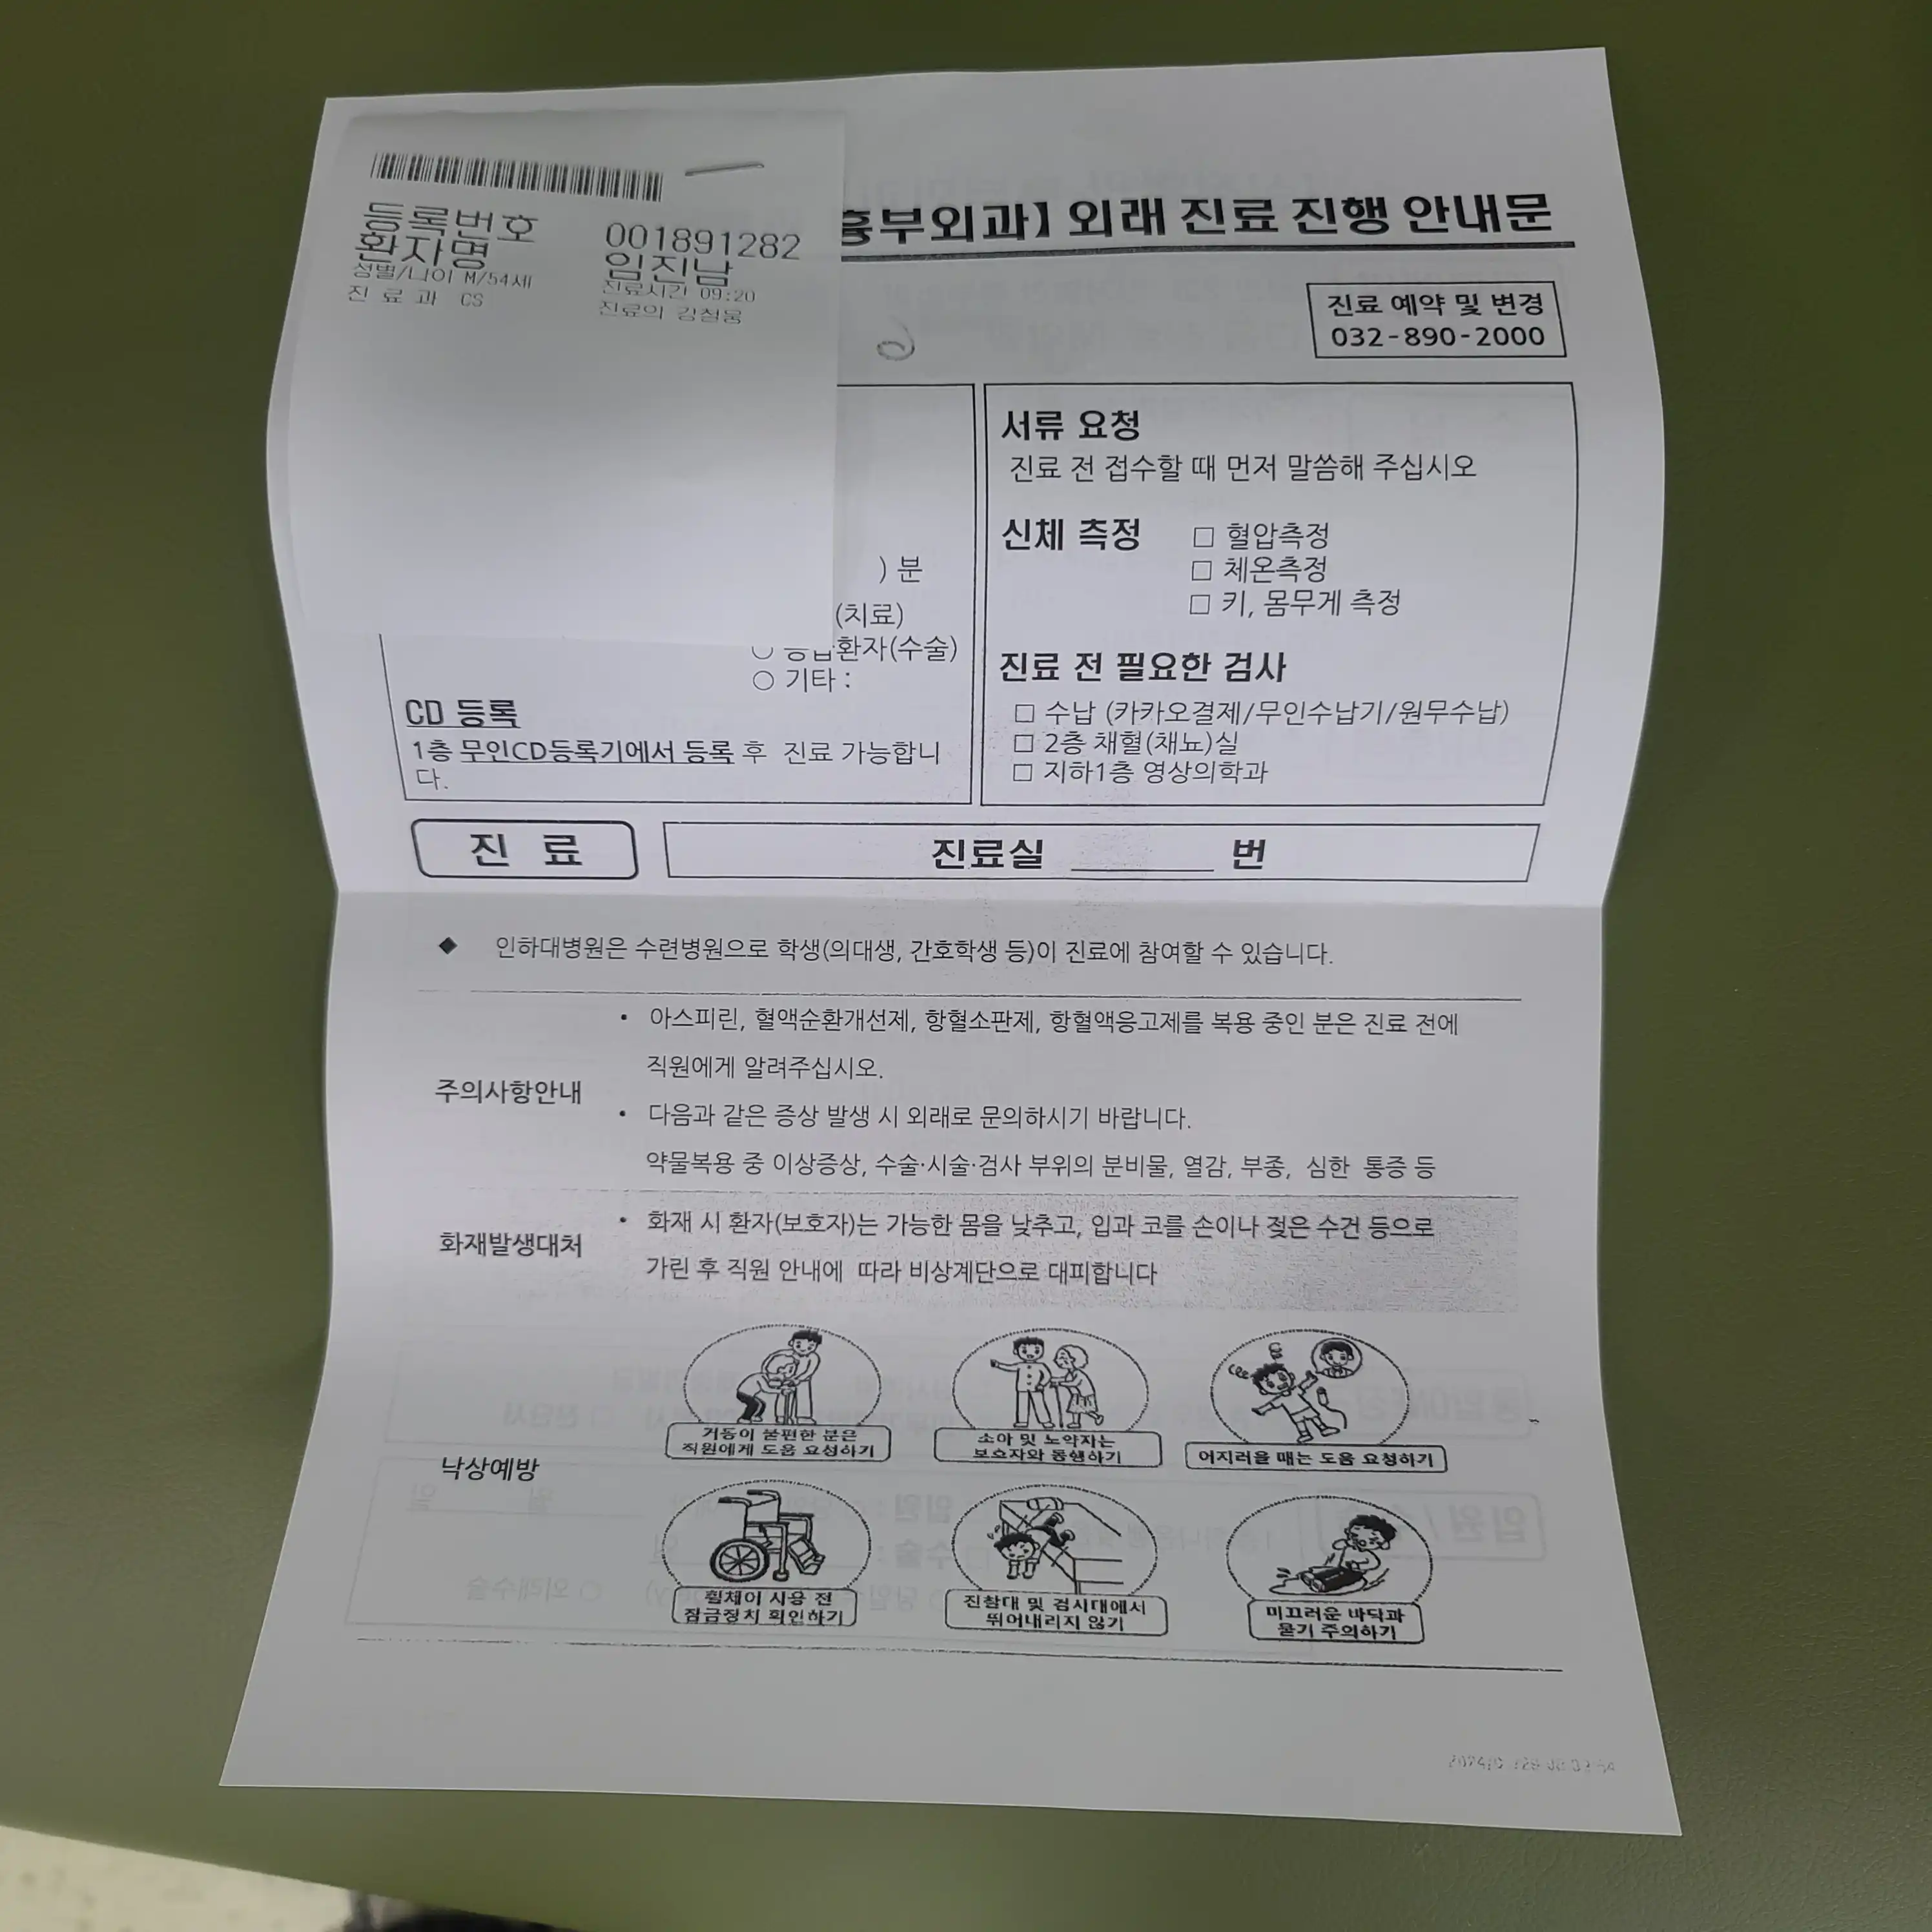 등록번호 001891282
환자명 임진남
성별/나이 M/54세 진료시간 09:20
진 료 과 CS 진료의 강철웅
흉부외과] 외래 진료 진행 안내문
진료 예약 및 변경
032-890-2000
) 분
(치료)
○ 응급환자(수술)
○ 기타 :
CD 등록
1층 무인CD등록기에서 등록 후 진료 가능합니
다.
서류 요청
진료 전 접수할 때 먼저 말씀해 주십시오
신체 측정 □ 혈압측정
□ 체온측정
□ 키, 몸무게 측정
진료 전 필요한 검사
□ 수납 (카카오결제/무인수납기/원무수납)
□ 2층 채혈(채뇨)실
□ 지하1층 영상의학과
진 료
진료실 ______ 번
◆ 인하대병원은 수련병원으로 학생(의대생, 간호학생 등)이 진료에 참여할 수 있습니다.
주의사항안내
• 아스피린, 혈액순환개선제, 항혈소판제, 항혈액응고제를 복용 중인 분은 진료 전에
직원에게 알려주십시오.
• 다음과 같은 증상 발생 시 외래로 문의하시기 바랍니다.
약물복용 중 이상증상, 수술·시술·검사 부위의 분비물, 열감, 부종, 심한 통증 등
화재발생대처
• 화재 시 환자(보호자)는 가능한 몸을 낮추고, 입과 코를 손이나 젖은 수건 등으로
가린 후 직원 안내에 따라 비상계단으로 대피합니다
낙상예방
거동이 불편한 분은
직원에게 도움 요청하기
소아 및 노약자는
보호자와 동행하기
어지러울 때는 도움 요청하기
휠체어 사용 전
잠금장치 확인하기
진찰대 및 검사대에서
뛰어내리지 않기
미끄러운 바닥과
물기 주의하기